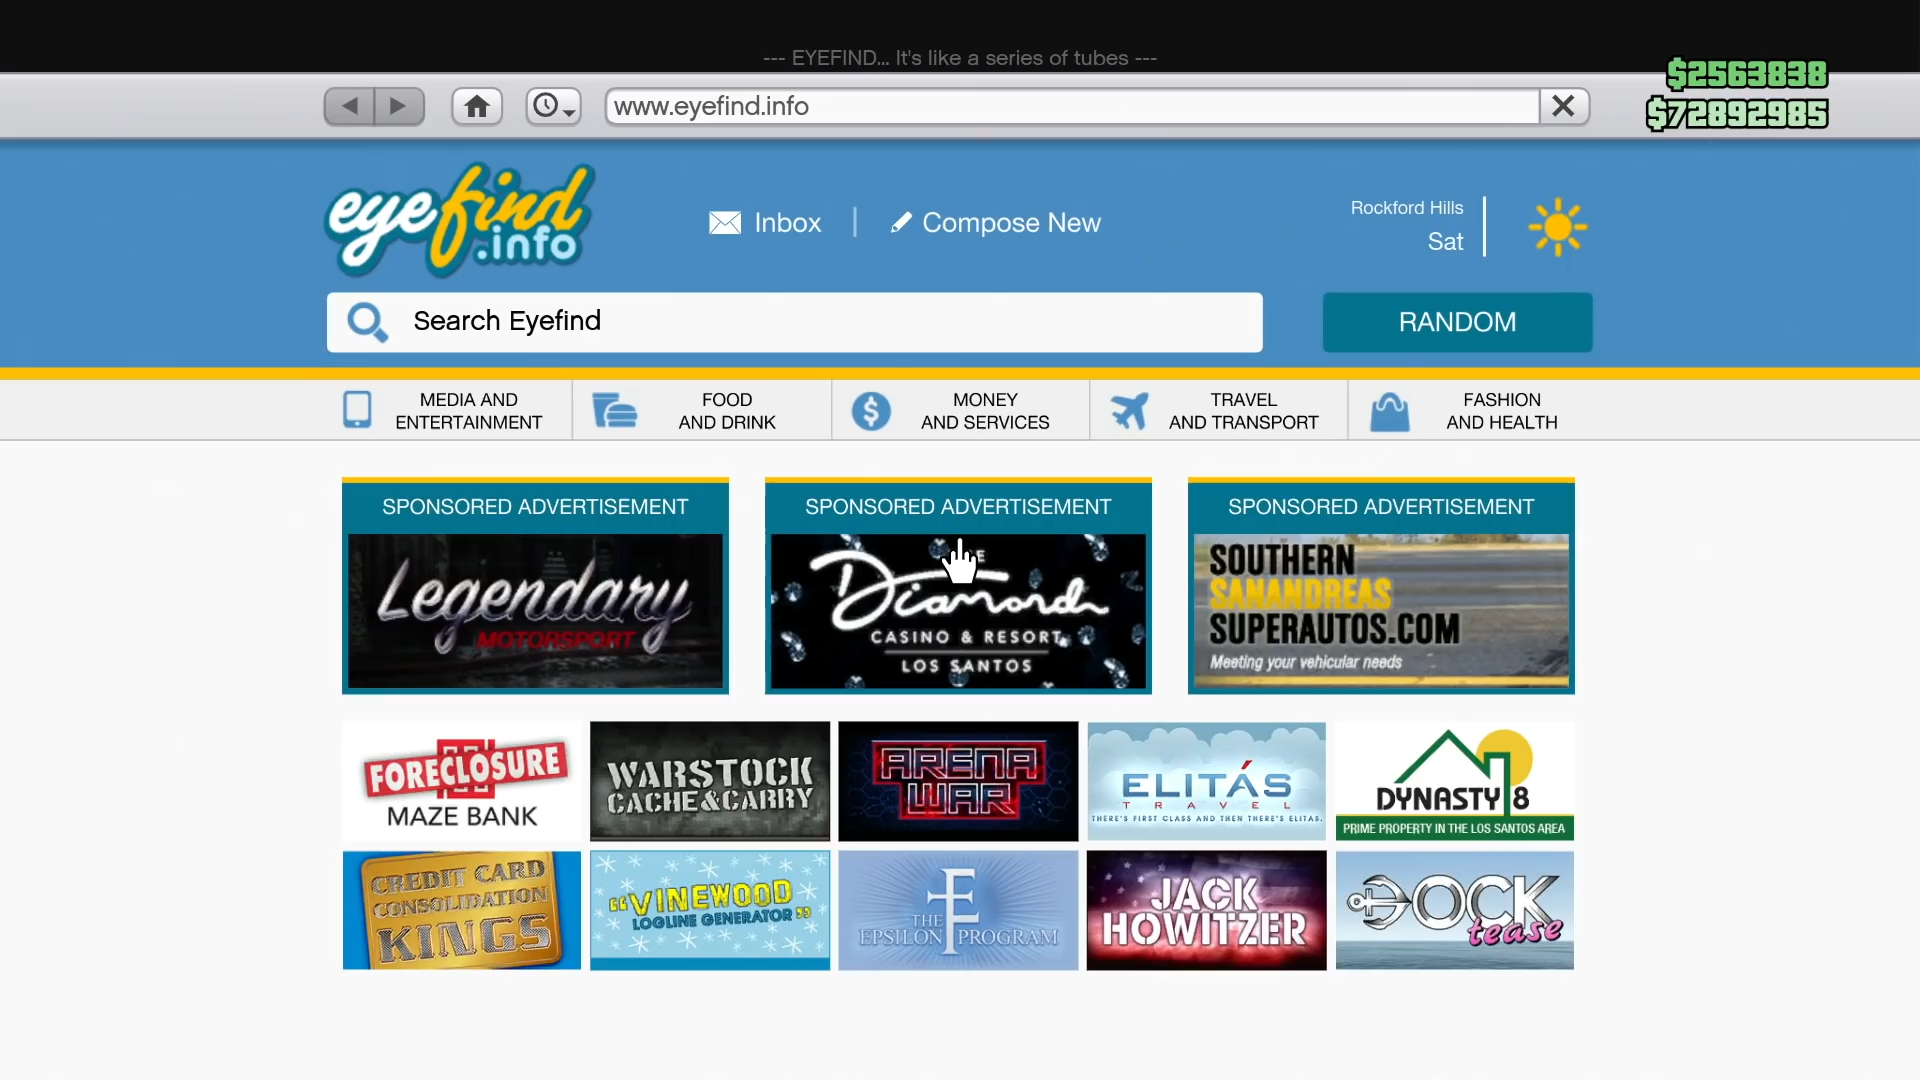 --- EYEFIND... It's like a series of tubes ---
$2563838
www.eyefind.info
$72892985
eyefind
.info
Inbox
Compose New
Rockford Hills
Sat
Search Eyefind
RANDOM
MEDIA AND
ENTERTAINMENT
FOOD
AND DRINK
MONEY
AND SERVICES
TRAVEL
AND TRANSPORT
FASHION
AND HEALTH
SPONSORED ADVERTISEMENT
Legendary
MOTORSPORT
SPONSORED ADVERTISEMENT
Diamond
CASINO & RESORT
LOS SANTOS
SPONSORED ADVERTISEMENT
SOUTHERN
SANANDREAS
SUPERAUTOS.COM
Meeting your vehicular needs
FORECLOSURE
MAZE BANK
WARSTOCK
CACHE&CARRY
ARENA
WAR
ELITÁS
TRAVEL
THERE'S FIRST CLASS AND THEN THERE'S ELITAS.
DYNASTY 8
PRIME PROPERTY IN THE LOS SANTOS AREA
CREDIT CARD
CONSOLIDATION
KINGS
"VINEWOOD
LOGLINE GENERATOR"
THE
EPSILON PROGRAM
JACK
HOWITZER
DOCK
tease